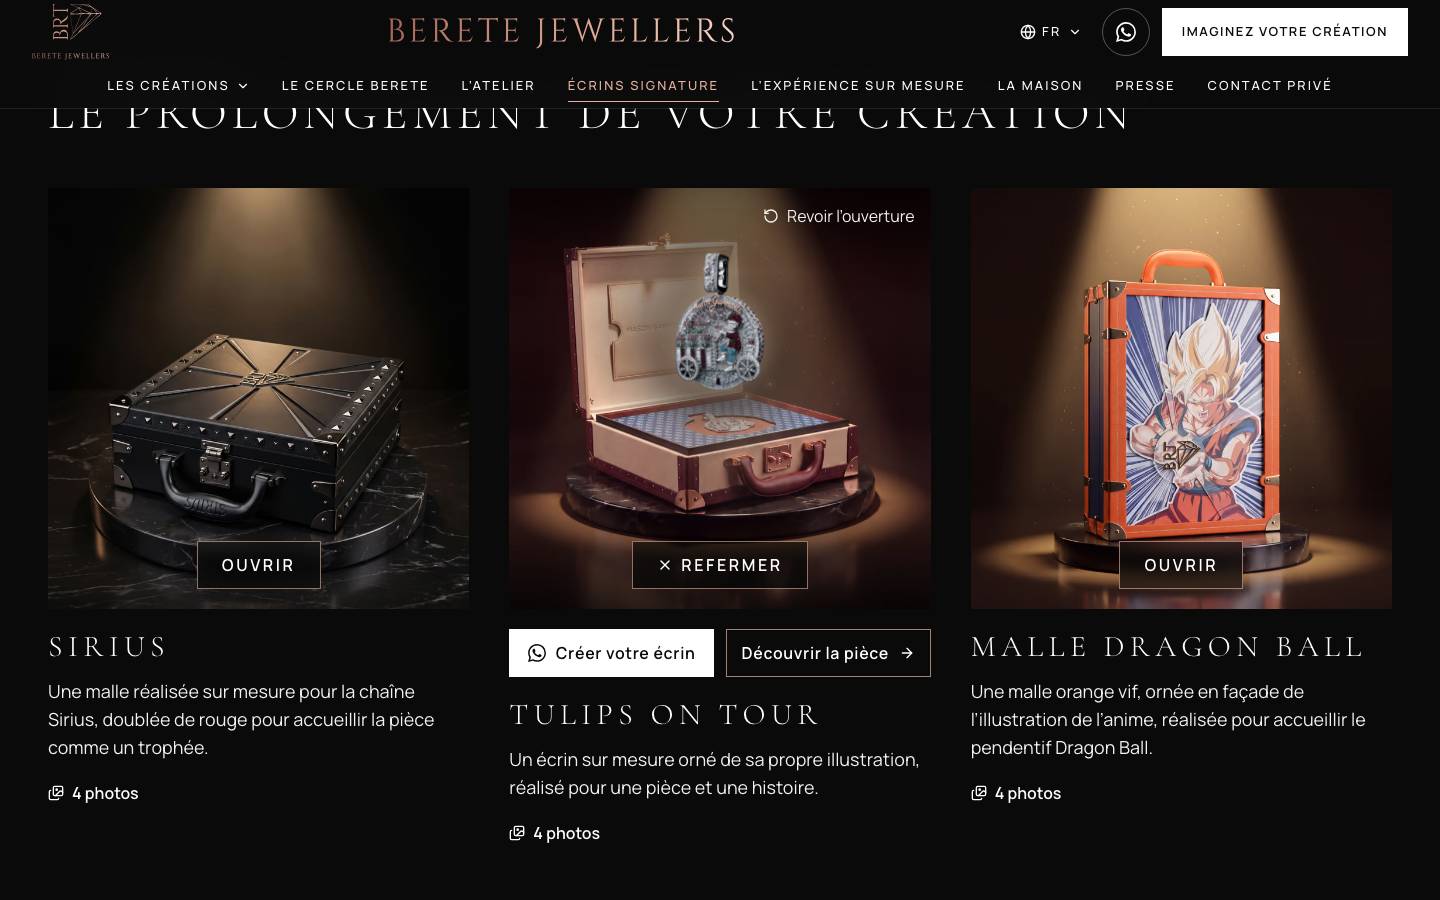 BRT
BERETE JEWELLERS
BERETE JEWELLERS
FR
IMAGINEZ VOTRE CRÉATION
LES CRÉATIONS
LE CERCLE BERETE
L'ATELIER
ÉCRINS SIGNATURE
L'EXPÉRIENCE SUR MESURE
LA MAISON
PRESSE
CONTACT PRIVÉ
LE PROLONGEMENT DE VOTRE CRÉATION
Revoir l'ouverture
BRT
SIRIUS
OUVRIR
REFERMER
OUVRIR
SIRIUS
Une malle réalisée sur mesure pour la chaîne
Sirius, doublée de rouge pour accueillir la pièce
comme un trophée.
4 photos
Créer votre écrin
Découvrir la pièce
TULIPS ON TOUR
Un écrin sur mesure orné de sa propre illustration,
réalisé pour une pièce et une histoire.
4 photos
MALLE DRAGON BALL
Une malle orange vif, ornée en façade de
l'illustration de l'anime, réalisée pour accueillir le
pendentif Dragon Ball.
4 photos